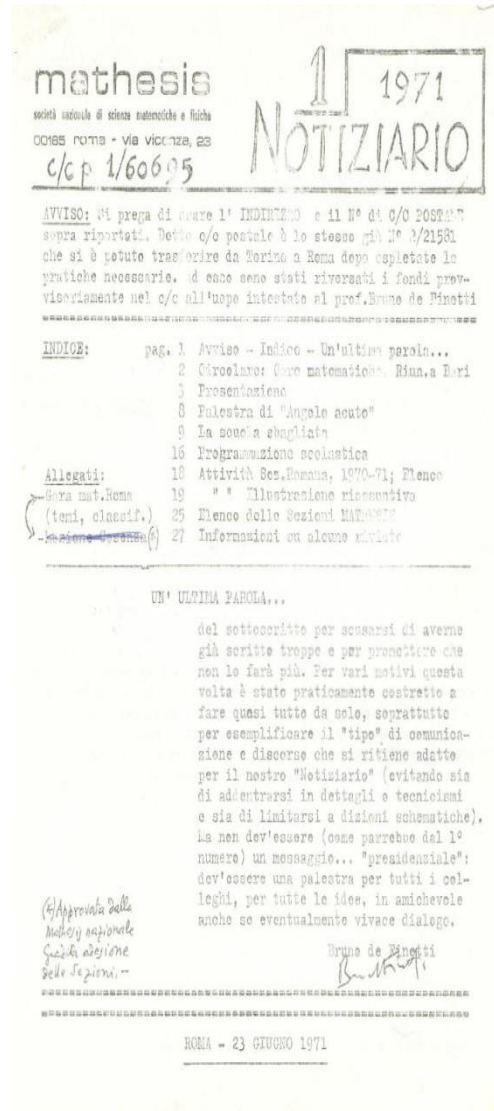 mathesis
società nazionale di scienze matematiche e fisiche
00185 roma - via vicenza, 23
c/c p 1/60695
1 1971
NOTIZIARIO
AVVISO: Si prega di usare l' INDIRIZZO e il Nº di C/C POSTALE
sopra riportati. Detto c/c postale è lo stesso già Nº 2/21581
che si è potuto trasferire da Torino a Roma dopo espletate le
pratiche necessarie. Ad esso sono stati riversati i fondi prov-
visoriamente nel c/c all'uopo intestato al prof.Bruno de Finetti
INDICE: pag. 1 Avviso - Indice - Un'ultima parola...
2 Circolare: Gare matematiche. Riun.a Bari
3 Presentazione
8 Palestra di "Angolo acuto"
9 La scuola sbagliata
16 Programmazione scolastica
Allegati: 18 Attività Sez.Romana, 1970-71; Elenco
-Gara mat.Roma 19 " " Illustrazione riassuntiva
(temi, classif.) 25 Elenco delle Sezioni MATHESIS
-Mozione Cosenza(*) 27 Informazioni su alcune riviste
UN' ULTIMA PAROLA...
del sottoscritto per scusarsi di averne
già scritte troppe e per promettere che
non lo farà più. Per vari motivi questa
volta è stato praticamente costretto a
fare quasi tutto da solo, soprattutto
per esemplificare il "tipo" di comunica-
zione e discorso che si ritiene adatto
per il nostro "Notiziario" (evitando sia
di addentrarsi in dettagli e tecnicismi
e sia di limitarsi a dizioni schematiche).
Ma non dev'essere (come parrebbe dal 1º
numero) un messaggio... "presidenziale":
dev'essere una palestra per tutti i col-
leghi, per tutte le idee, in amichevole
anche se eventualmente vivace dialogo.
(*)Approvata dalla
Mathesis nazionale
Gradita adesione
delle Sezioni.-
Bruno de Finetti
ROMA - 23 GIUGNO 1971